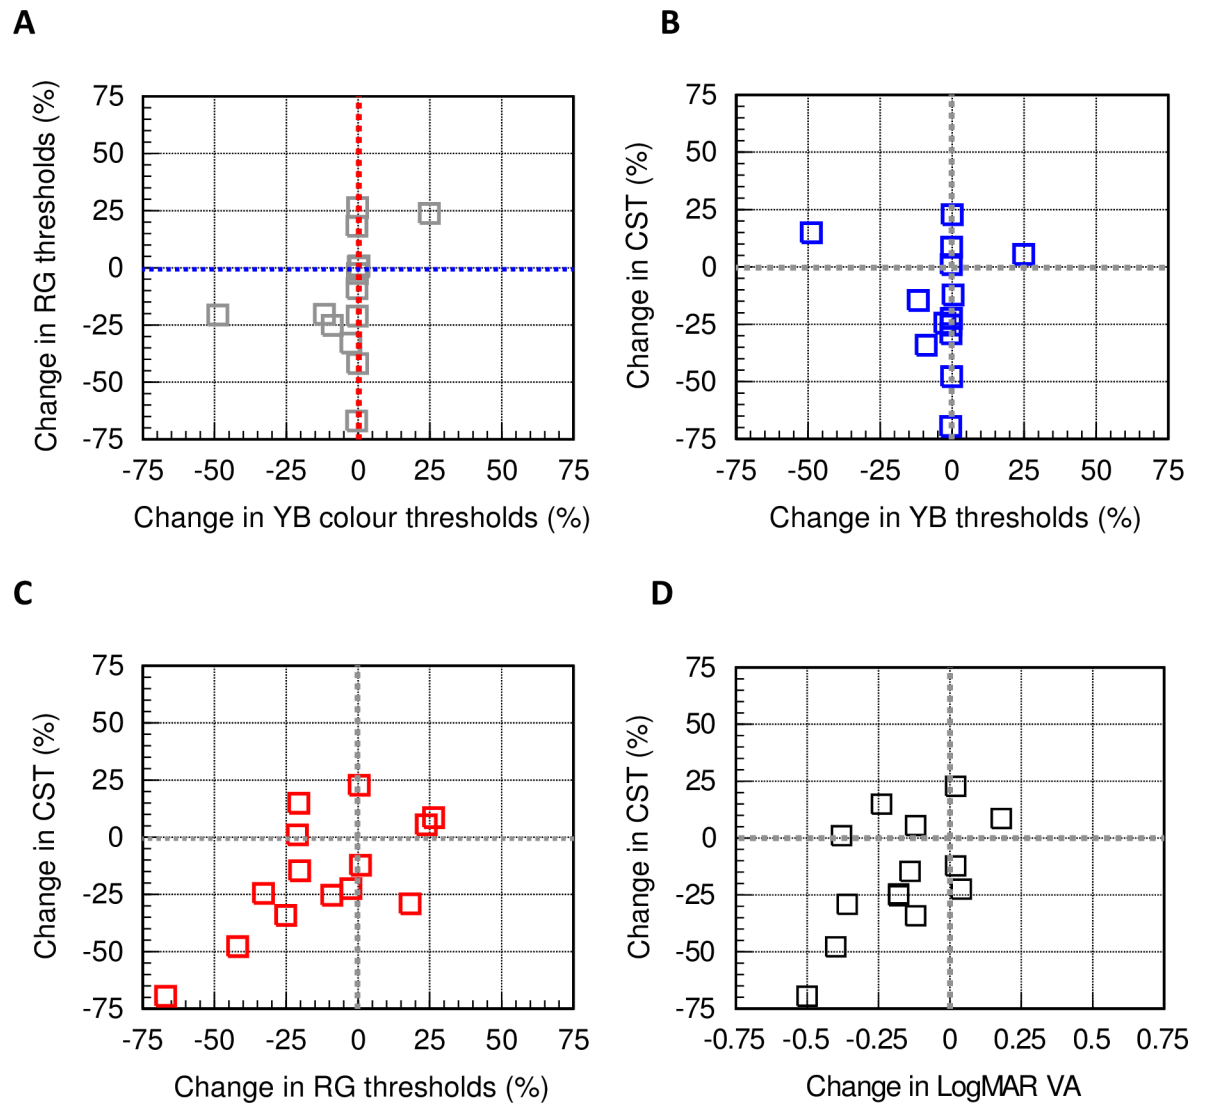 A
B
75
50
25
0
-25
-50
-75
-75 -50 -25 0 25 50 75
Change in RG thresholds (%)
Change in YB colour thresholds (%)
75
50
25
0
-25
-50
-75
-75 -50 -25 0 25 50 75
Change in CST (%)
Change in YB thresholds (%)
C
D
75
50
25
0
-25
-50
-75
-75 -50 -25 0 25 50 75
Change in CST (%)
Change in RG thresholds (%)
75
50
25
0
-25
-50
-75
-0.75 -0.5 -0.25 0 0.25 0.5 0.75
Change in CST (%)
Change in LogMAR VA